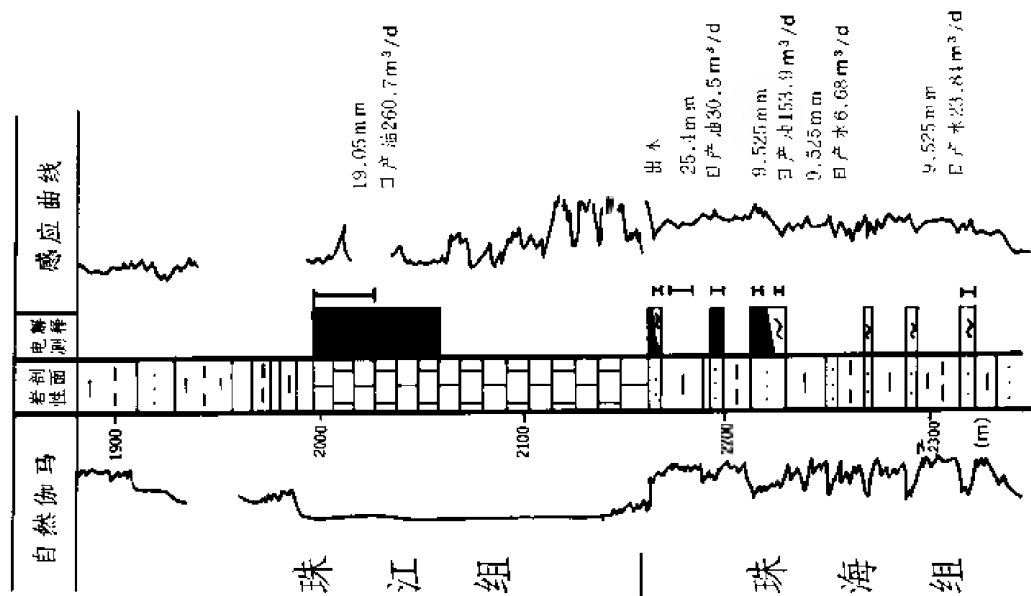 自然伽马
岩性剖面
电测解释
感应曲线
1900
2000
2100
2200
2300
(m)
19.05mm
日产油260.7m³/d
出水
25.4mm
日产油30.5m³/d
9.525mm
日产油153.9m³/d
9.525mm
日产水6.68m³/d
9.525mm
日产水23.84m³/d
珠江组
珠海组